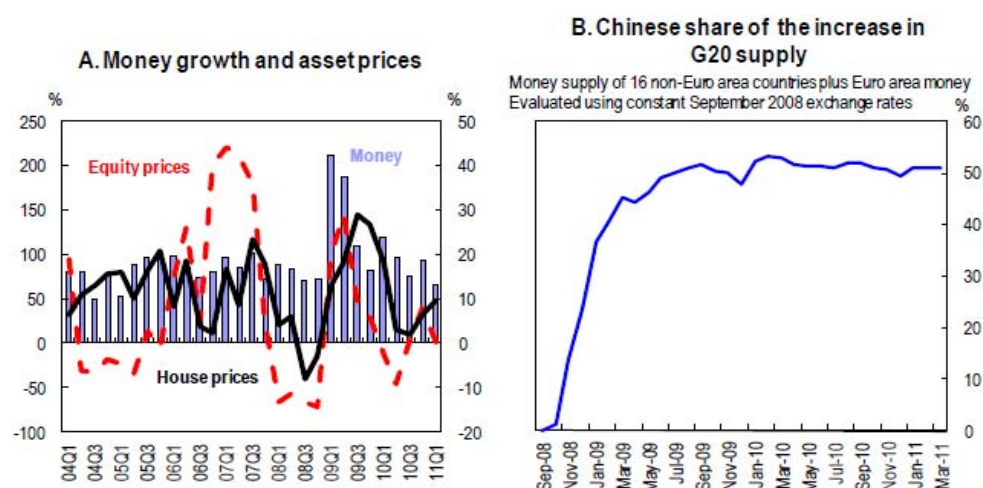 A. Money growth and asset prices
%
%
250
200
150
100
50
0
-50
-100
50
40
30
20
10
0
-10
-20
Equity prices
Money
House prices
04Q1
04Q3
05Q1
05Q3
06Q1
06Q3
07Q1
07Q3
08Q1
08Q3
09Q1
09Q3
10Q1
10Q3
11Q1
B. Chinese share of the increase in
G20 supply
Money supply of 16 non-Euro area countries plus Euro area money
Evaluated using constant September 2008 exchange rates
%
60
50
40
30
20
10
0
Sep-08
Nov-08
Jan-09
Mar-09
May-09
Jul-09
Sep-09
Nov-09
Jan-10
Mar-10
May-10
Jul-10
Sep-10
Nov-10
Jan-11
Mar-11